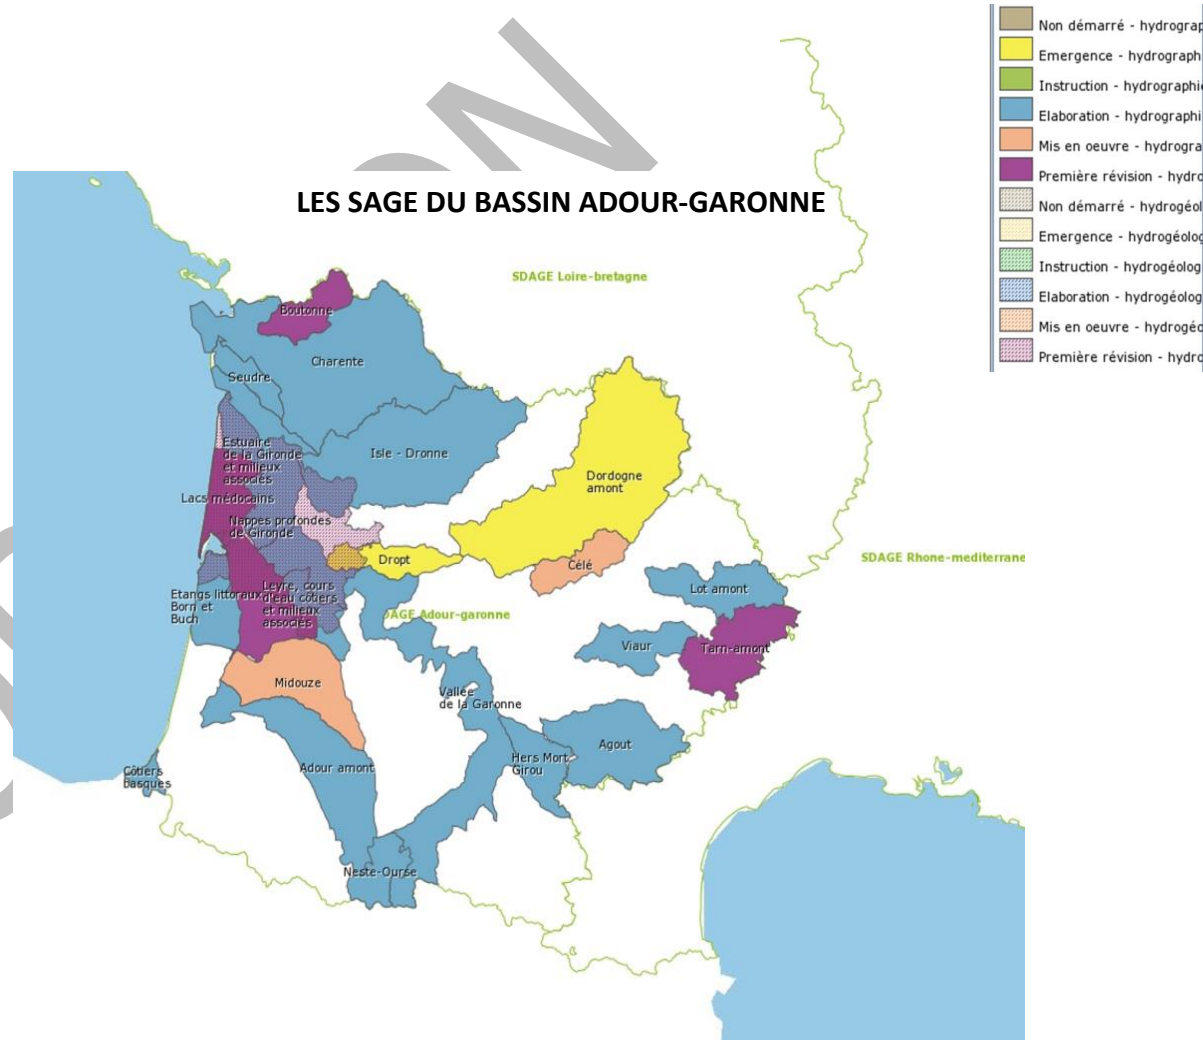 Non démarré - hydrograp
Emergence - hydrograph
Instruction - hydrographi
Elaboration - hydrographi
Mis en oeuvre - hydrogra
Première révision - hydro
Non démarré - hydrogéol
Emergence - hydrogéolog
Instruction - hydrogéolog
Elaboration - hydrogéolog
Mis en oeuvre - hydrogéo
Première révision - hydro
LES SAGE DU BASSIN ADOUR-GARONNE
SDAGE Loire-bretagne
Boutonne
Charente
Seudre
Isle - Dronne
Estuaire
de la Gironde
et milieux
associés
Dordogne
amont
Lacs médocains
Nappes profondes
de Gironde
Dropt
Célé
SDAGE Rhone-mediterrane
Etangs littoraux
Born et
Buch
Leyre, cours
d'eau côtiers
et milieux
associés
Lot amont
DAGE Adour-garonne
Viaur
Tarn-amont
Midouze
Vallée
de la Garonne
Agout
Hers Mort
Girou
Adour amont
Côtiers
basques
Neste-Ourse